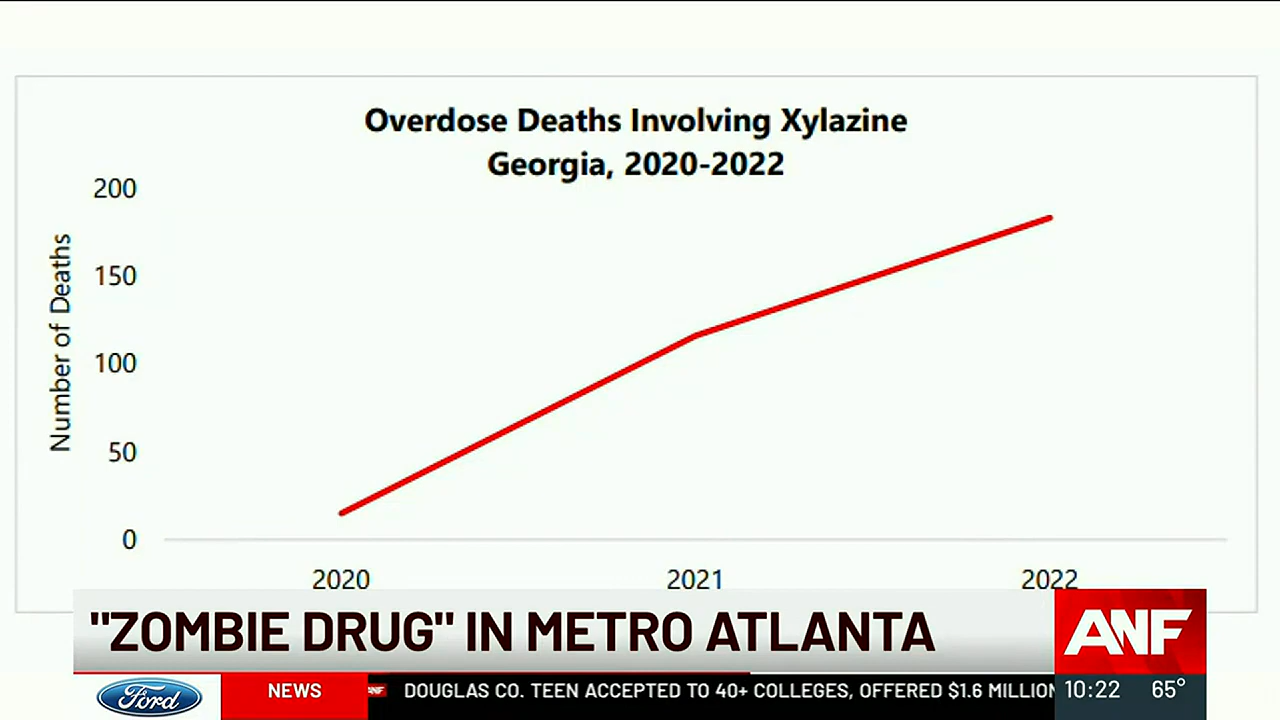 Overdose Deaths Involving Xylazine
Georgia, 2020-2022
Number of Deaths
200
150
100
50
0
2020 2021 2022
"ZOMBIE DRUG" IN METRO ATLANTA
ANF
Ford NEWS ANF DOUGLAS CO. TEEN ACCEPTED TO 40+ COLLEGES, OFFERED $1.6 MILLION 10:22 65°